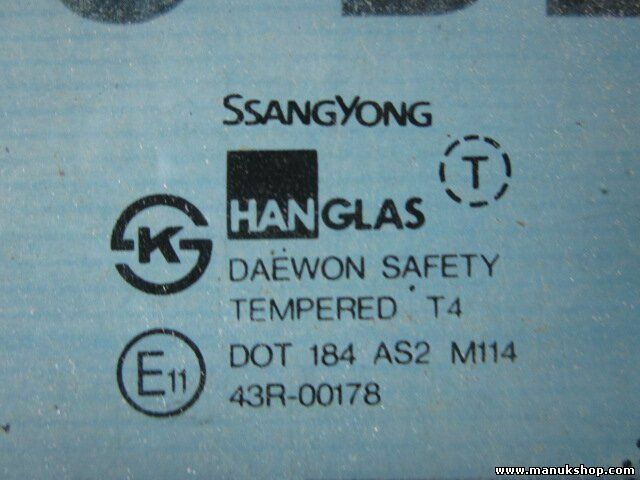 SSANGYONG
T
HANGLAS
K
DAEWON SAFETY
TEMPERED T4
E11
DOT 184 AS2 M114
43R-00178
www.manukshop.com